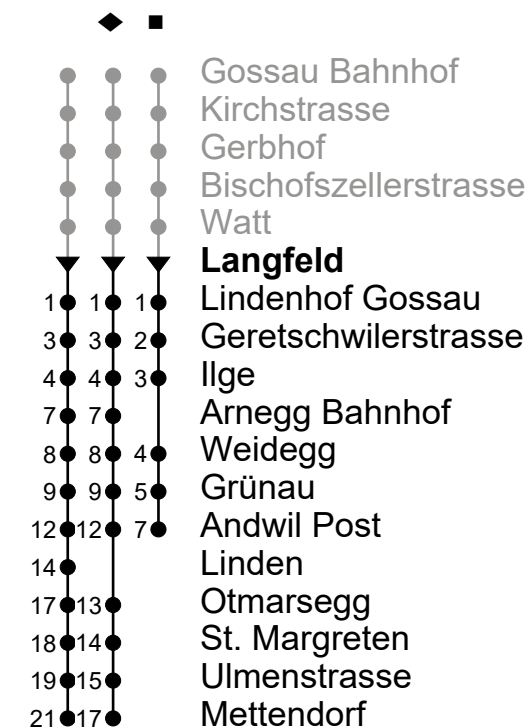 Gossau Bahnhof
Kirchstrasse
Gerbhof
Bischofszellerstrasse
Watt
Langfeld
1 1 1 Lindenhof Gossau
3 3 2 Geretschwilerstrasse
4 4 3 Ilge
7 7 Arnegg Bahnhof
8 8 4 Weidegg
9 9 5 Grünau
12 12 7 Andwil Post
14 Linden
17 13 Otmarsegg
18 14 St. Margreten
19 15 Ulmenstrasse
21 17 Mettendorf